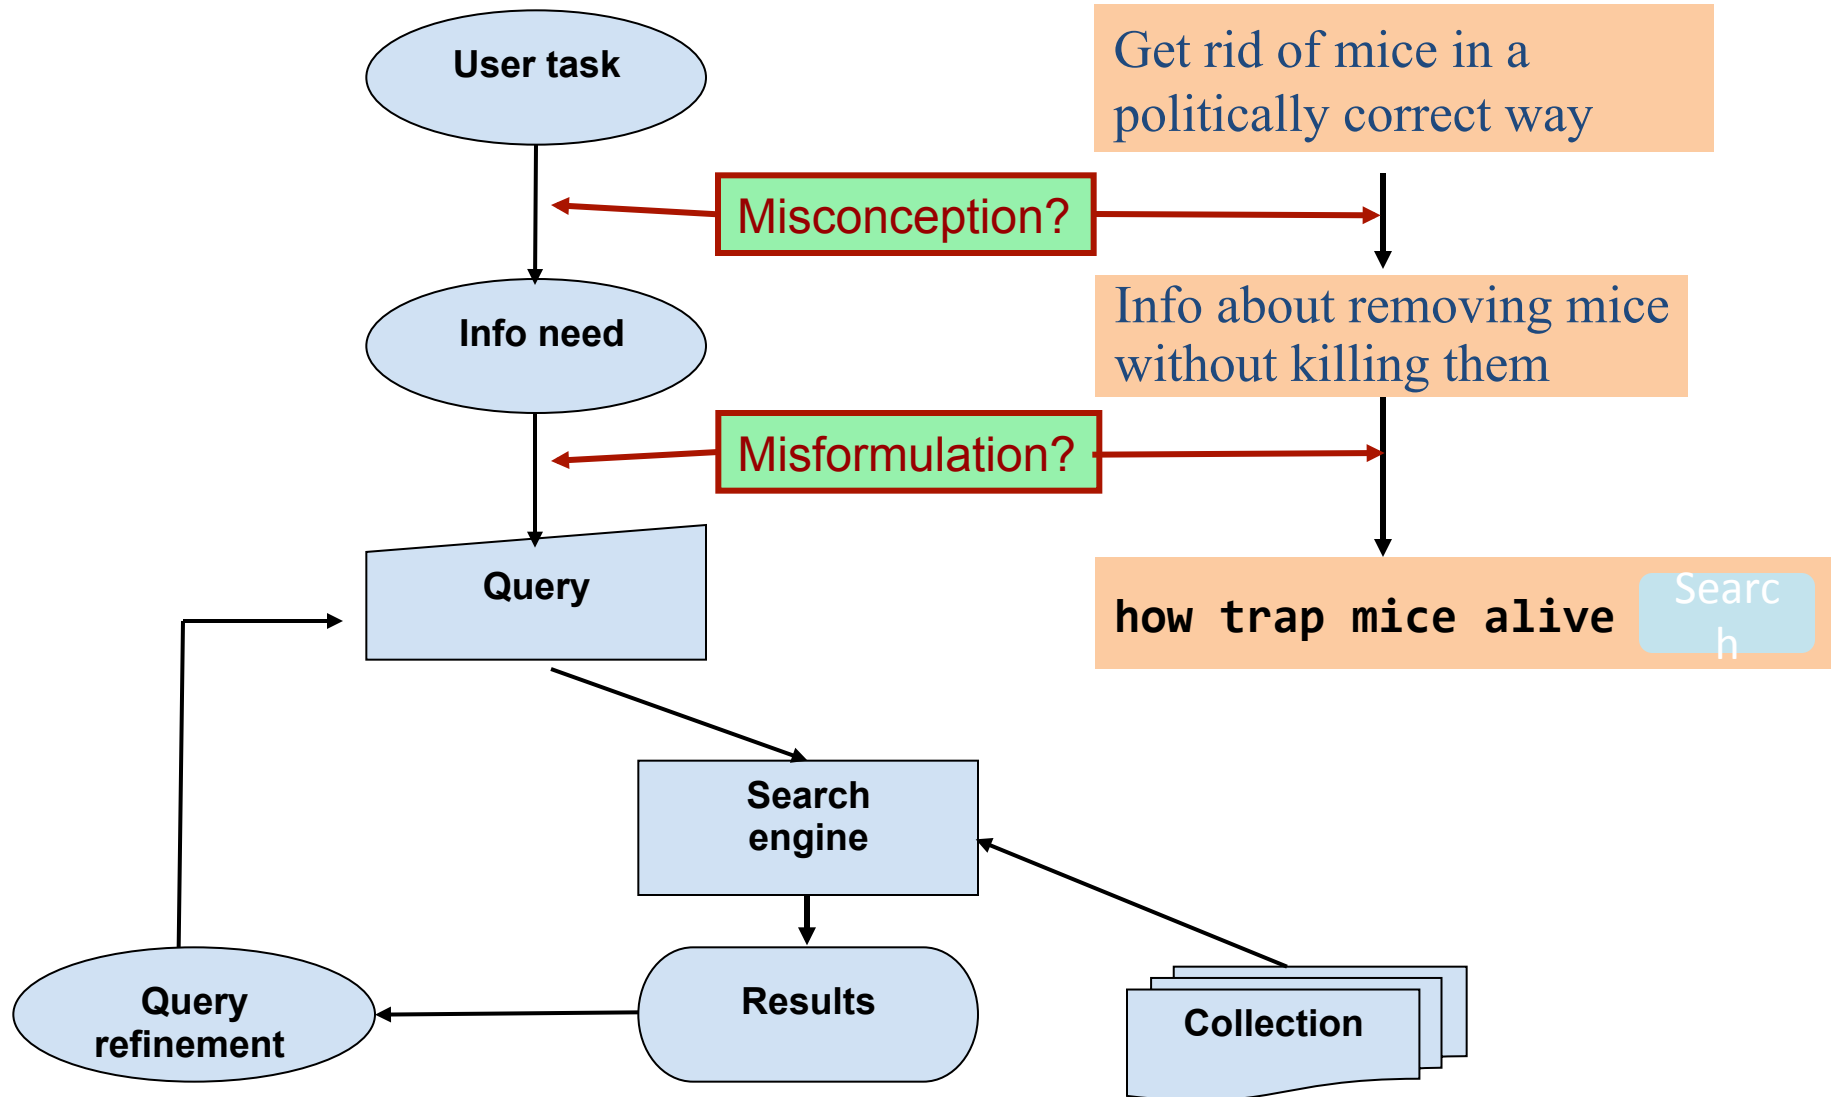 User task
Get rid of mice in a
politically correct way
Misconception?
Info need
Info about removing mice
without killing them
Misformulation?
Query
how trap mice alive
Searc
h
Search
engine
Results
Query
refinement
Collection